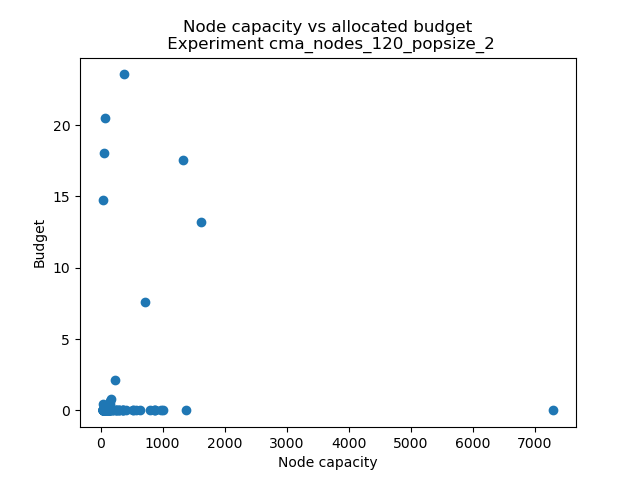 Node capacity vs allocated budget
Experiment cma_nodes_120_popsize_2
20
15
10
5
0
Budget
0 1000 2000 3000 4000 5000 6000 7000
Node capacity